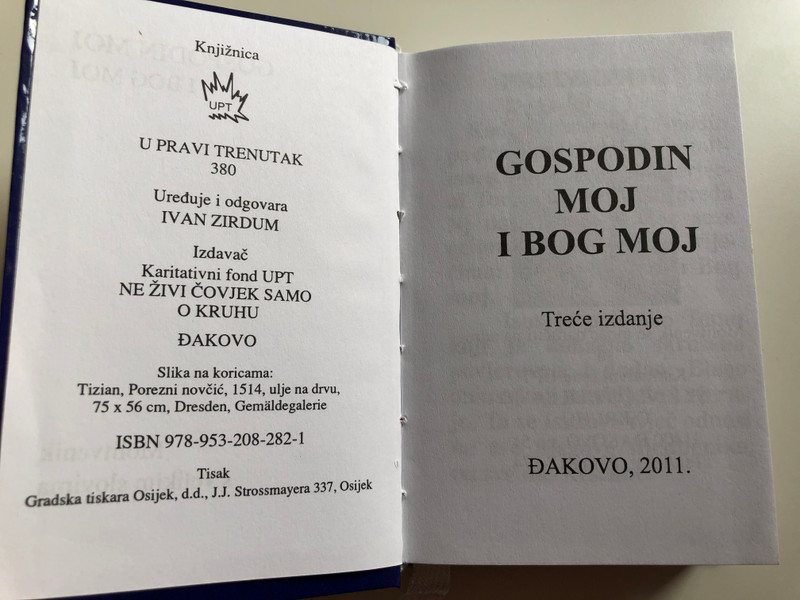 Knjižnica
UPT
U PRAVI TRENUTAK
380
Uređuje i odgovara
IVAN ZIRDUM
Izdavač
Karitativni fond UPT
NE ŽIVI ČOVJEK SAMO
O KRUHU
ĐAKOVO
Slika na koricama:
Tizian, Porezni novčić, 1514, ulje na drvu,
75 x 56 cm, Dresden, Gemäldegalerie
ISBN 978-953-208-282-1
Tisak
Gradska tiskara Osijek, d.d., J.J. Strossmayera 337, Osijek
GOSPODIN
MOJ
I BOG MOJ
Treće izdanje
ĐAKOVO, 2011.